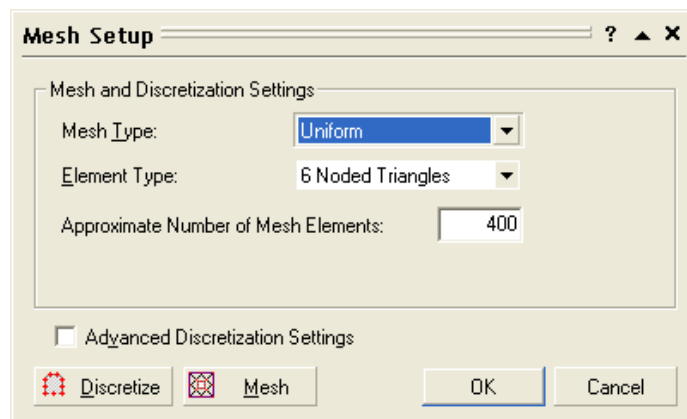 Mesh Setup ?
Mesh and Discretization Settings
Mesh Type: Uniform
Element Type: 6 Noded Triangles
Approximate Number of Mesh Elements: 400
Advanced Discretization Settings
Discretize Mesh OK Cancel